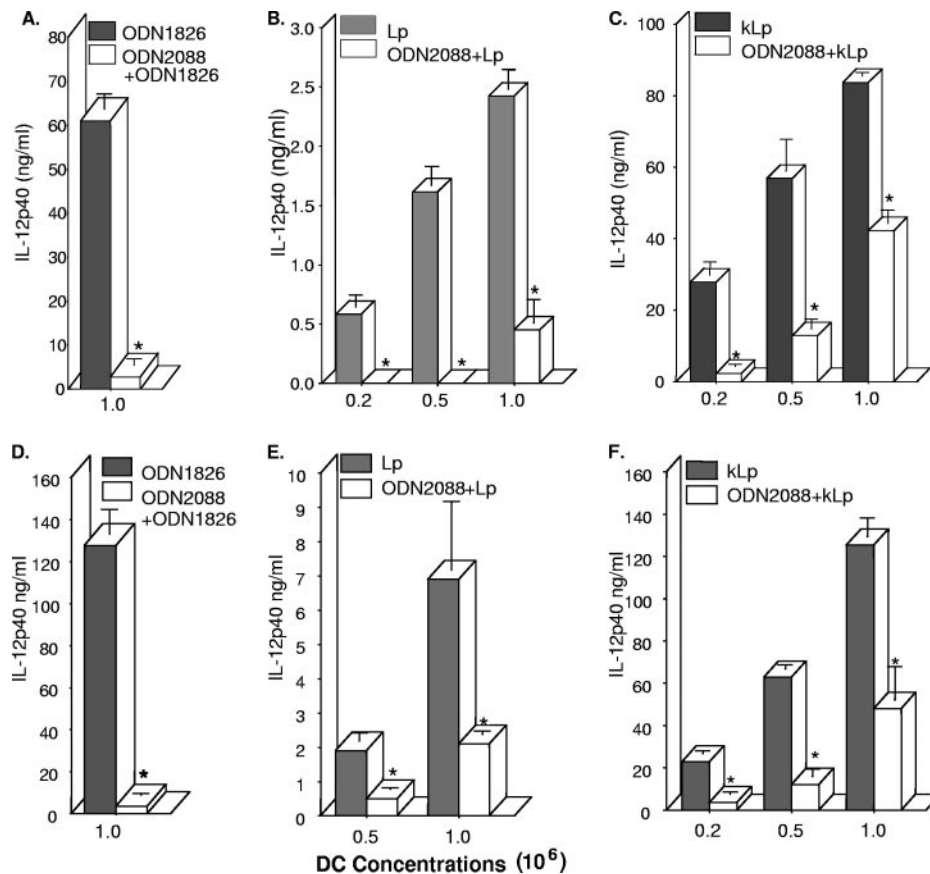 A.
ODN1826
ODN2088
+ODN1826
IL-12p40 (ng/ml)
80
70
60
50
40
30
20
10
0
*
1.0
B.
Lp
ODN2088+Lp
IL-12p40 (ng/ml)
3.0
2.5
2.0
1.5
1.0
0.5
0.0
* * *
0.2 0.5 1.0
C.
kLp
ODN2088+kLp
IL-12p40 (ng/ml)
100
80
60
40
20
0
* * *
0.2 0.5 1.0
D.
ODN1826
ODN2088
+ODN1826
IL-12p40 ng/ml
160
140
120
100
80
60
40
20
0
*
1.0
E.
Lp
ODN2088+Lp
IL-12p40 ng/ml
10
9
8
7
6
5
4
3
2
1
0
* *
0.5 1.0
F.
kLp
ODN2088+kLp
IL-12p40 ng/ml
160
140
120
100
80
60
40
20
0
* * *
0.2 0.5 1.0
DC Concentrations (10⁶)